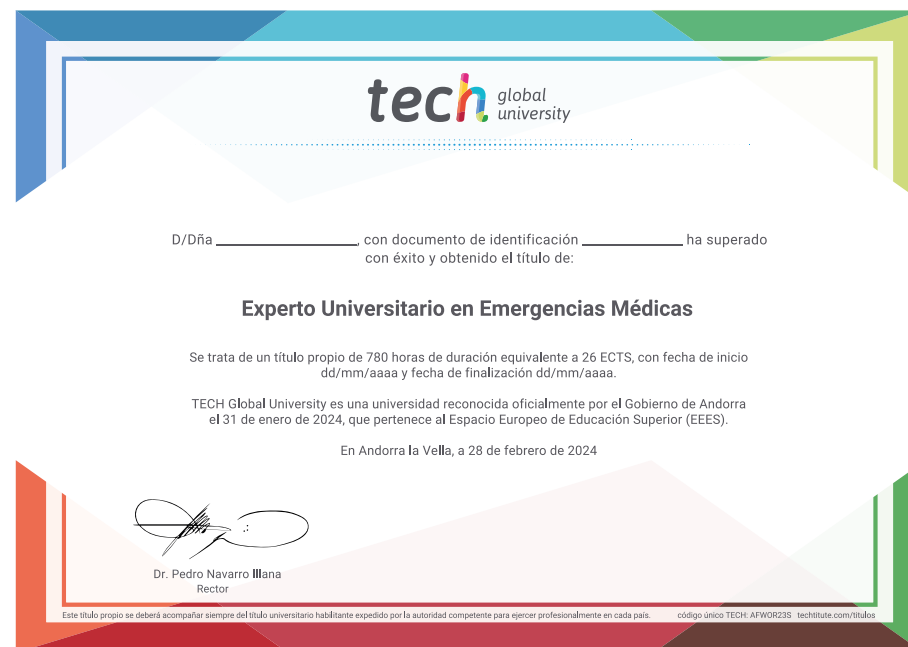 tech global university
D/Dña ____________, con documento de identificación ____________ ha superado
con éxito y obtenido el título de:
Experto Universitario en Emergencias Médicas
Se trata de un título propio de 780 horas de duración equivalente a 26 ECTS, con fecha de inicio
dd/mm/aaaa y fecha de finalización dd/mm/aaaa.
TECH Global University es una universidad reconocida oficialmente por el Gobierno de Andorra
el 31 de enero de 2024, que pertenece al Espacio Europeo de Educación Superior (EEES).
En Andorra la Vella, a 28 de febrero de 2024
Dr. Pedro Navarro Illana
Rector
Este título propio se deberá acompañar siempre del título universitario habilitante expedido por la autoridad competente para ejercer profesionalmente en cada país. código único TECH: AFWOR23S techtitute.com/titulos